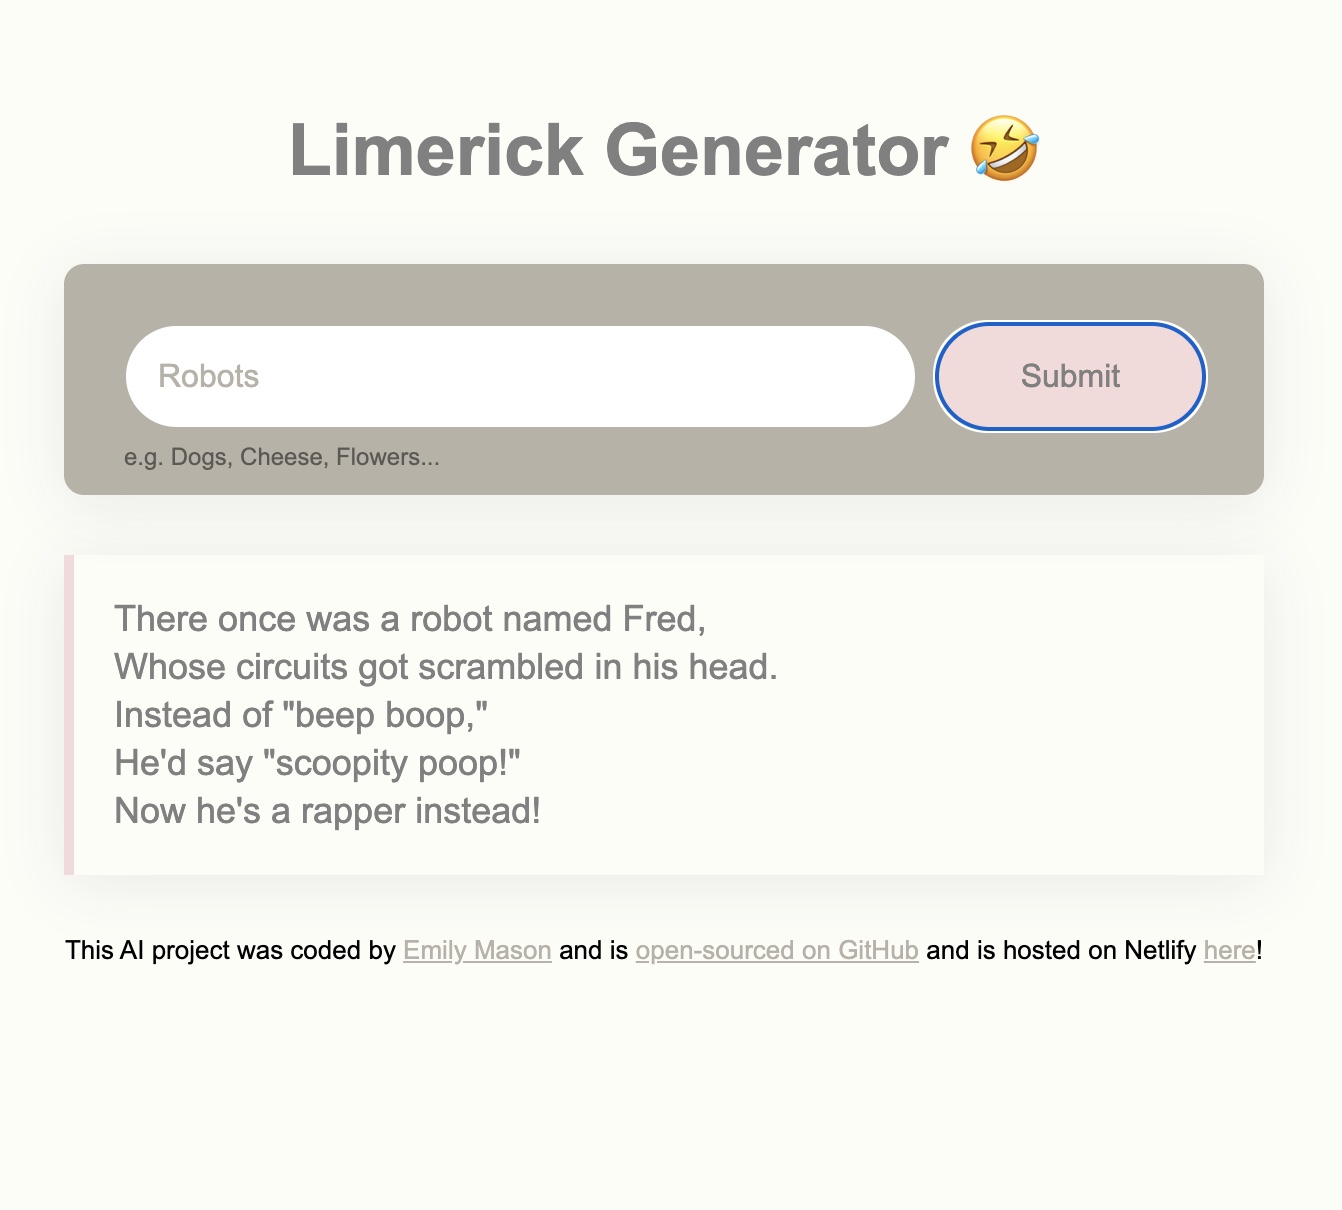 Limerick Generator 🤣
Robots
Submit
e.g. Dogs, Cheese, Flowers...
There once was a robot named Fred,
Whose circuits got scrambled in his head.
Instead of "beep boop,"
He'd say "scoopity poop!"
Now he's a rapper instead!
This AI project was coded by Emily Mason and is open-sourced on GitHub and is hosted on Netlify here!